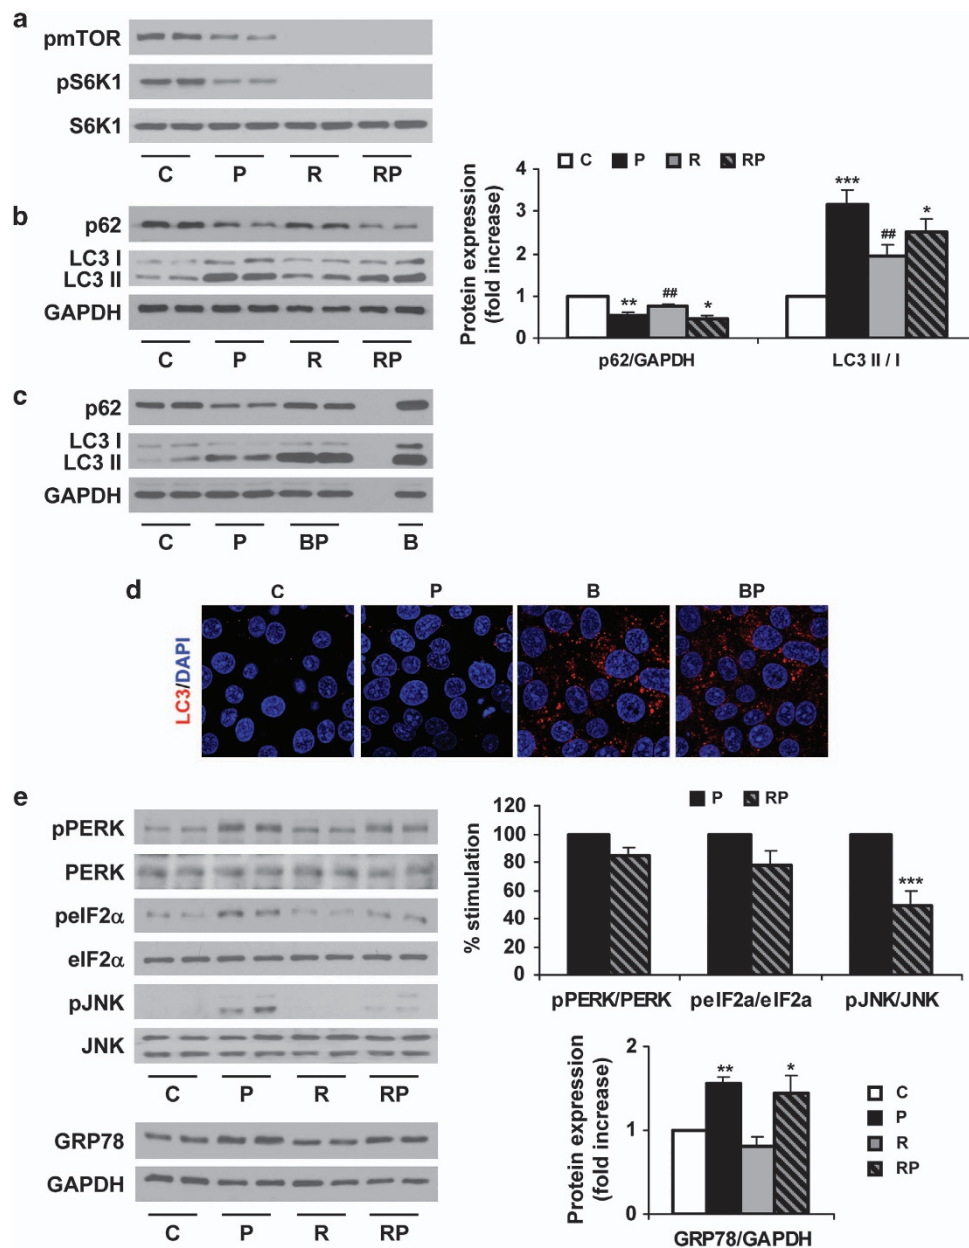 a
pmTOR
pS6K1
S6K1
C P R RP
b
p62
LC3 I
LC3 II
GAPDH
C P R RP
C P R RP
Protein expression
(fold increase)
4
3
2
1
0
** ## *
*** ## *
p62/GAPDH LC3 II / I
c
p62
LC3 I
LC3 II
GAPDH
C P BP B
d
C P B BP
LC3/DAPI
e
pPERK
PERK
peIF2α
eIF2α
pJNK
JNK
C P R RP
GRP78
GAPDH
C P R RP
P RP
% stimulation
120
100
80
60
40
20
0
***
pPERK/PERK peIF2a/eIF2a pJNK/JNK
Protein expression
(fold increase)
2
1
0
** *
GRP78/GAPDH
C
P
R
RP